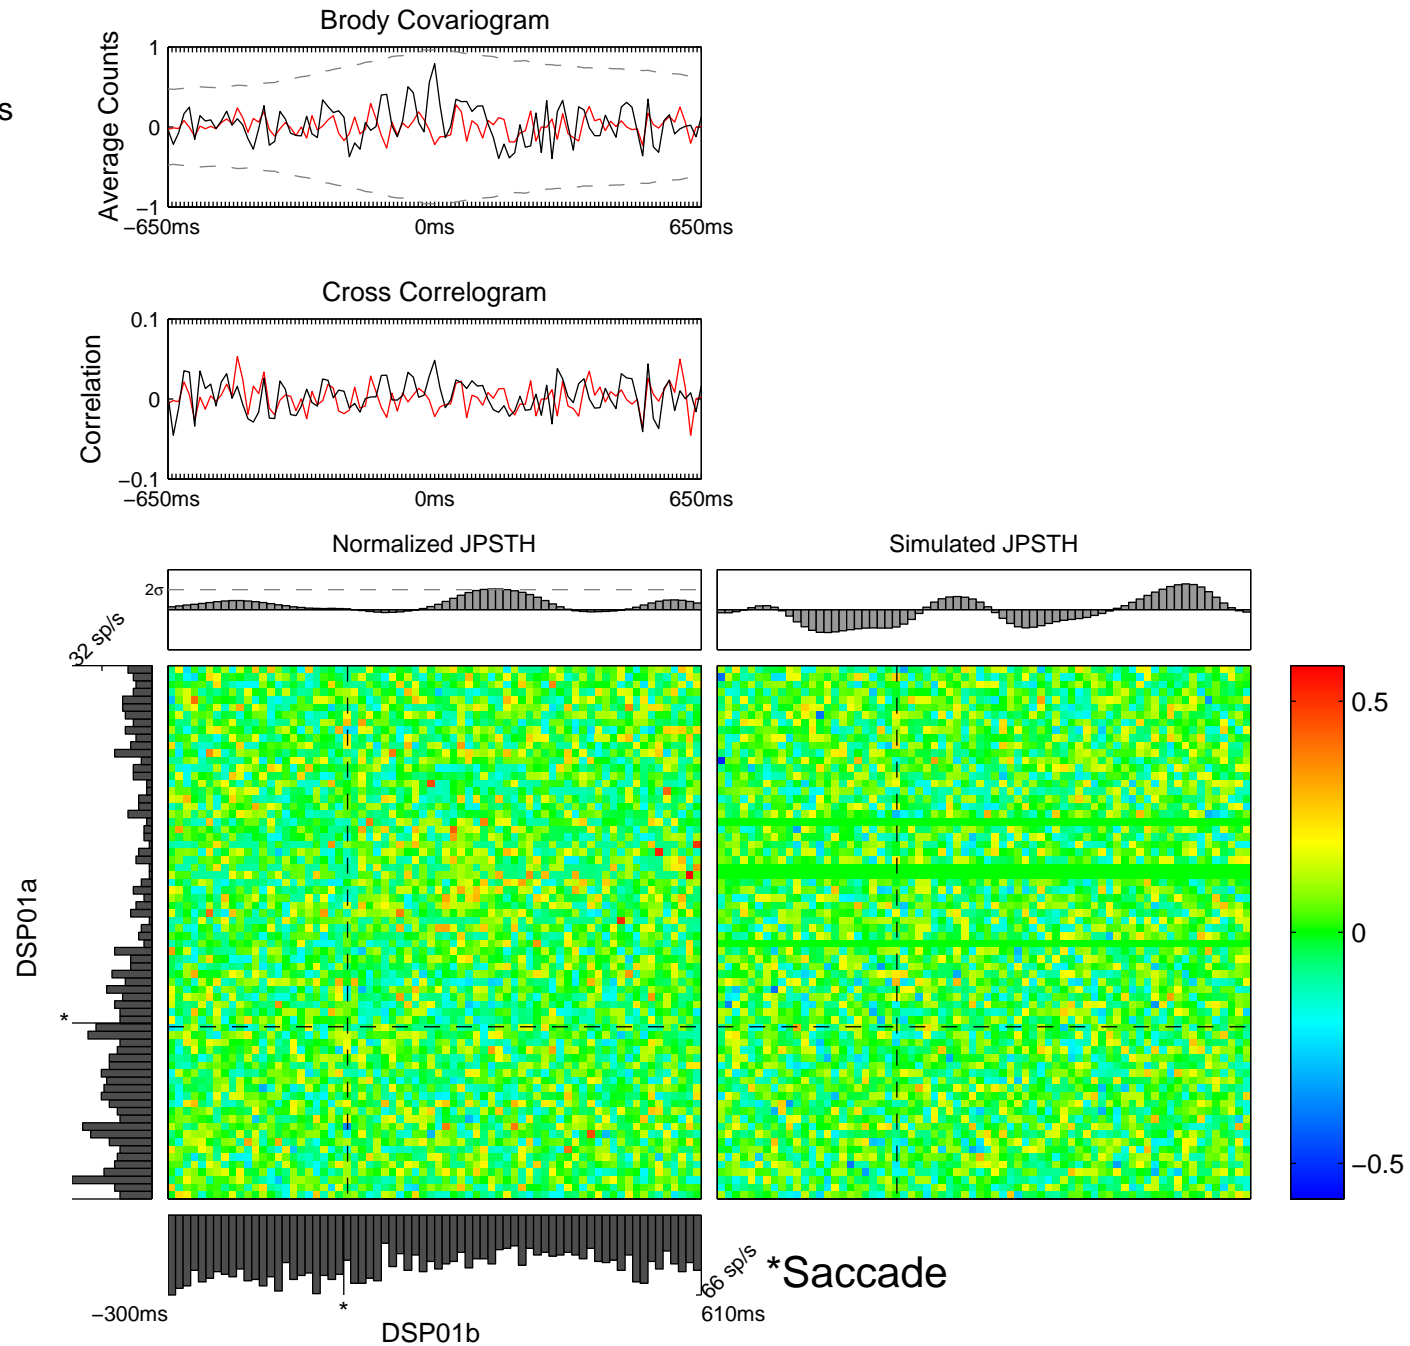 Brody Covariogram
s
Average Counts
1
0
−1
−650ms
0ms
650ms
Cross Correlogram
Correlation
0.1
0
−0.1
−650ms
0ms
650ms
Normalized JPSTH
Simulated JPSTH
2σ
32 sp/s
DSP01a
*
0.5
0
−0.5
66 sp/s
*Saccade
*
−300ms
610ms
DSP01b